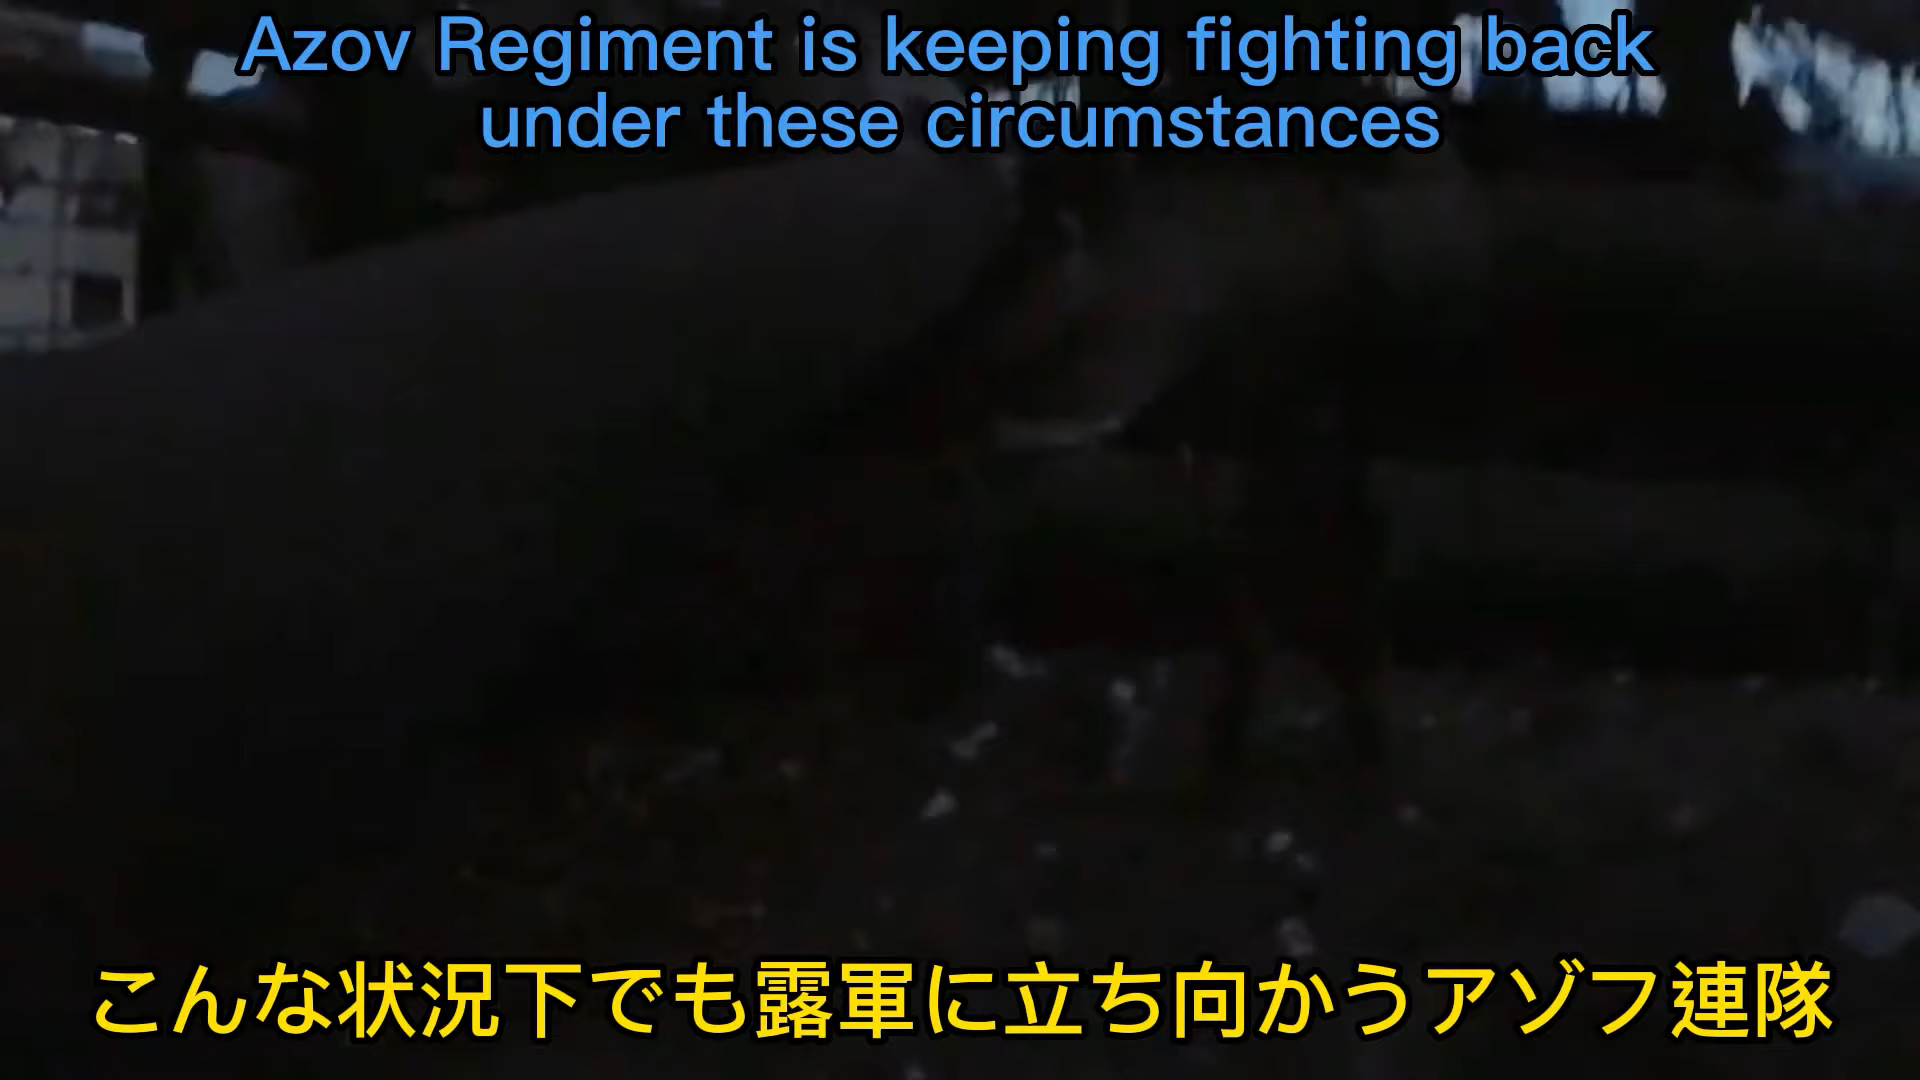 Azov Regiment is keeping fighting back
under these circumstances
こんな状況下でも露軍に立ち向かうアゾフ連隊